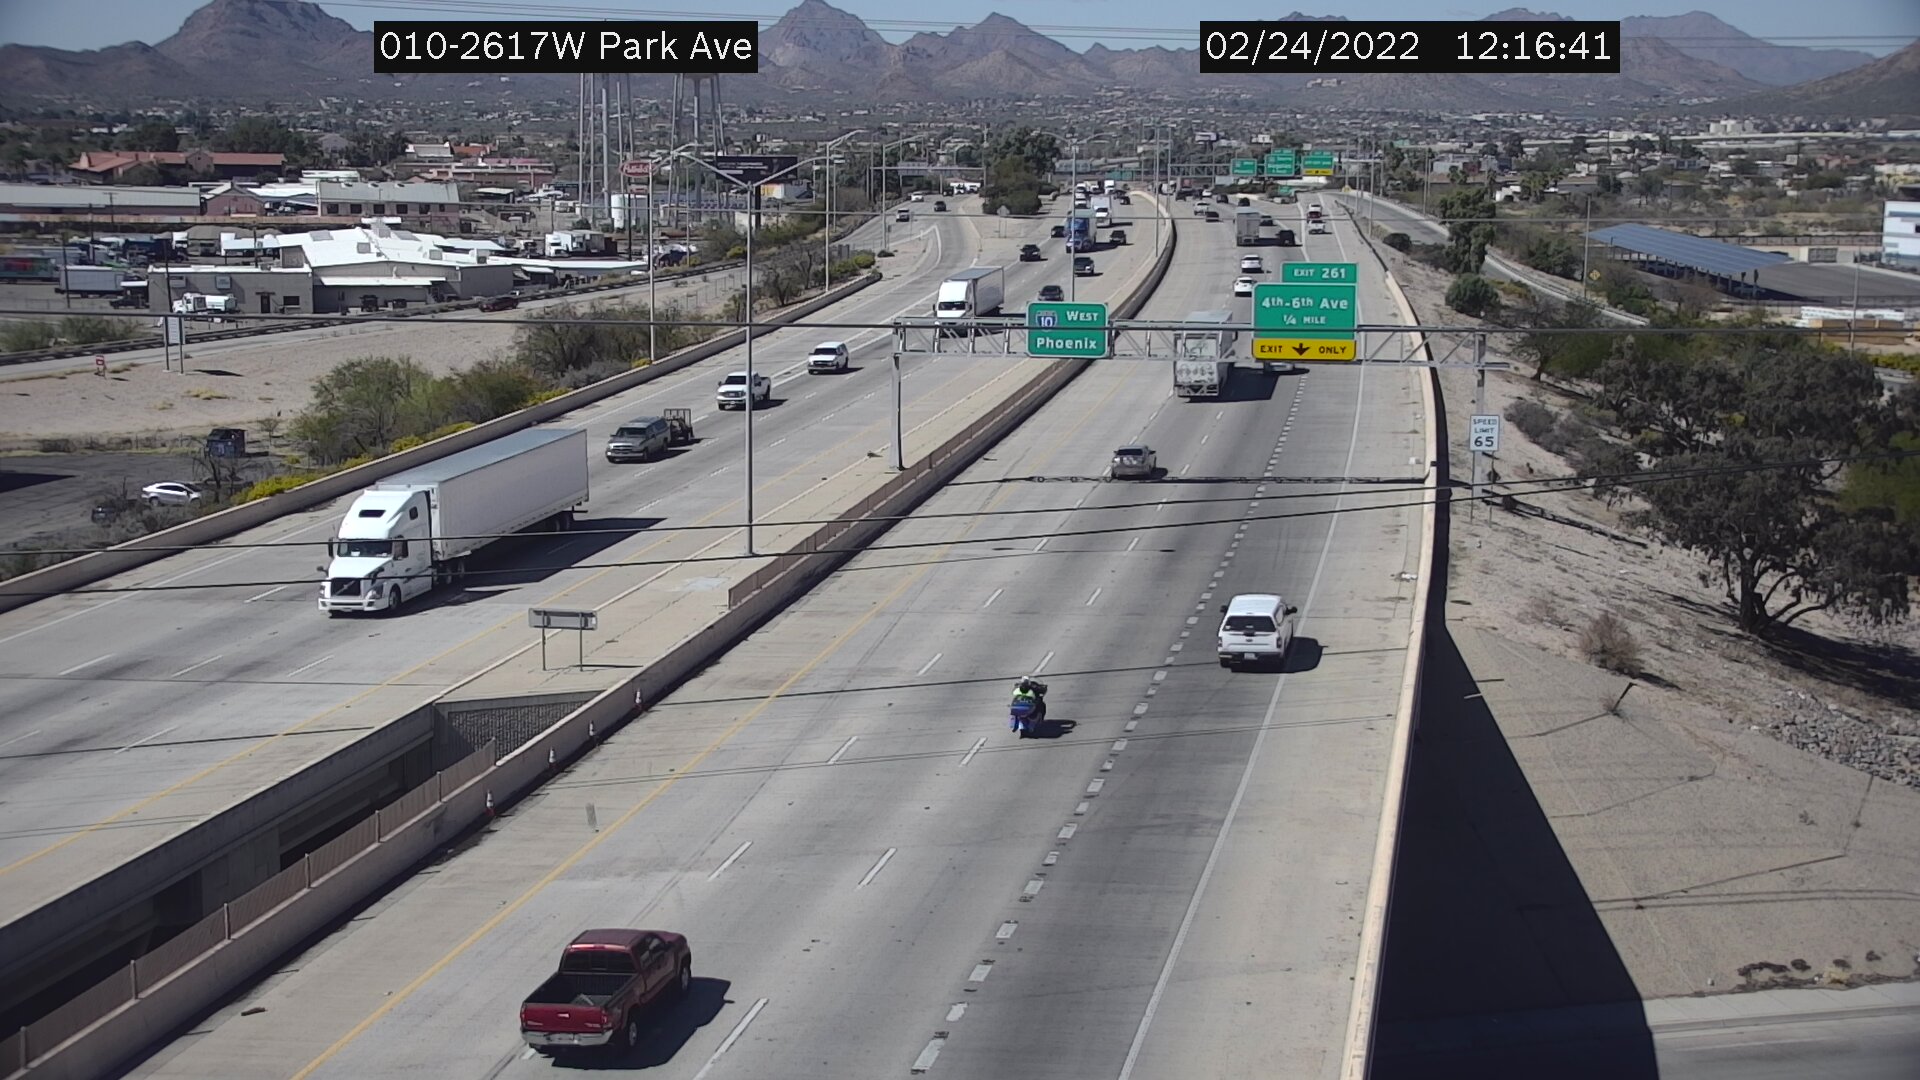 010-2617W Park Ave
02/24/2022 12:16:41
EXIT 261
4th-6th Ave
1/4 MILE
EXIT ONLY
10 WEST
Phoenix
SPEED
LIMIT
65